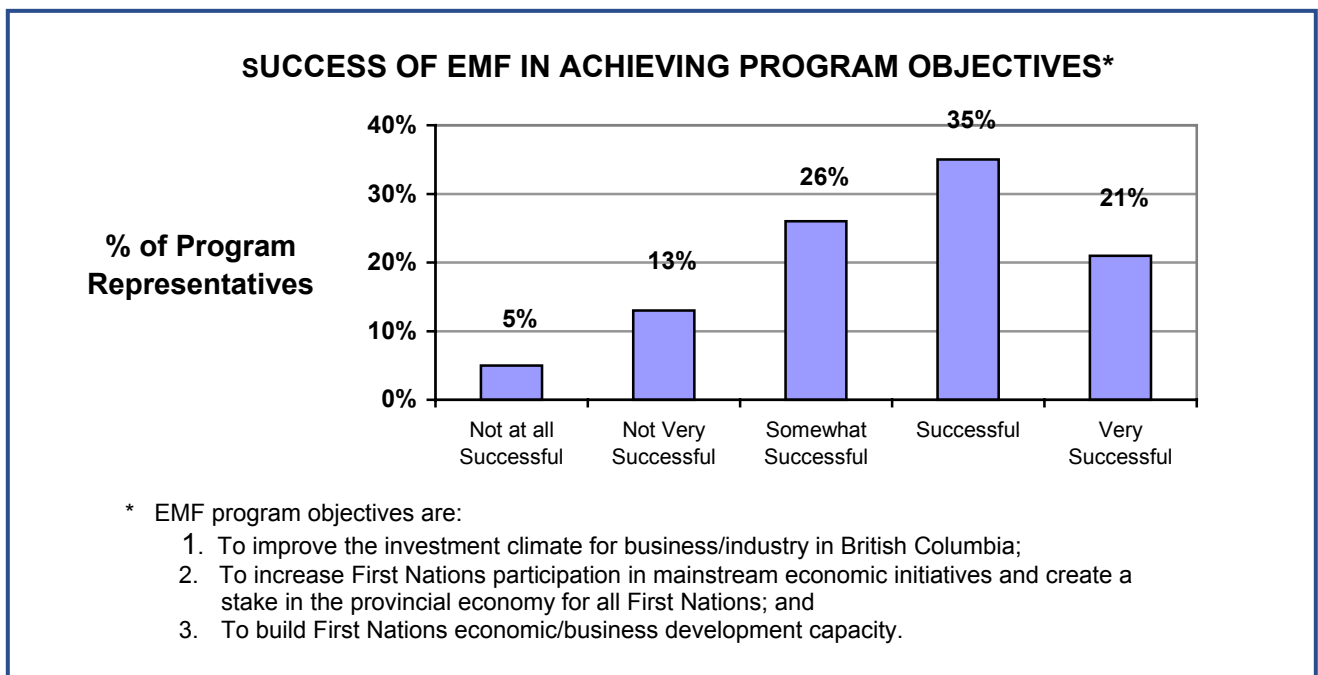 sUCCESS OF EMF IN ACHIEVING PROGRAM OBJECTIVES*
40%
30%
20%
10%
0%
% of Program
Representatives
5%
13%
26%
35%
21%
Not at all
Successful
Not Very
Successful
Somewhat
Successful
Successful
Very
Successful
* EMF program objectives are:
1. To improve the investment climate for business/industry in British Columbia;
2. To increase First Nations participation in mainstream economic initiatives and create a
stake in the provincial economy for all First Nations; and
3. To build First Nations economic/business development capacity.